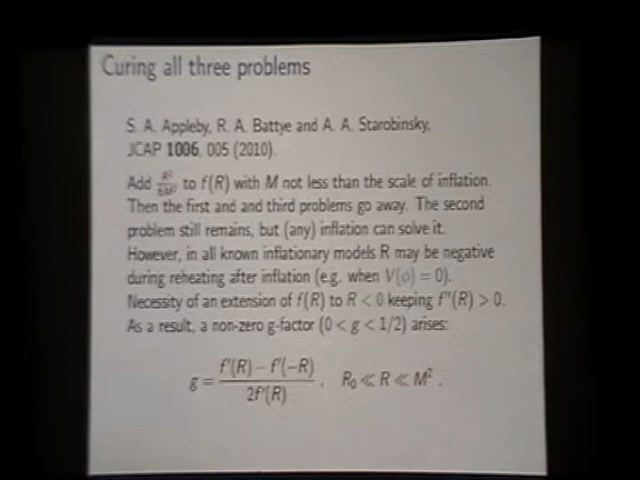 Curing all three problems
S. A. Appleby, R. A. Battye and A. A. Starobinsky,
JCAP 1006, 005 (2010).
Add R²/6M² to f(R) with M not less than the scale of inflation.
Then the first and and third problems go away. The second
problem still remains, but (any) inflation can solve it.
However, in all known inflationary models R may be negative
during reheating after inflation (e.g. when V(φ) = 0).
Necessity of an extension of f(R) to R < 0 keeping f''(R) > 0.
As a result, a non-zero g-factor (0 < g < 1/2) arises:
g = (f'(R) − f'(−R)) / 2f'(R) , R₀ ≪ R ≪ M² .